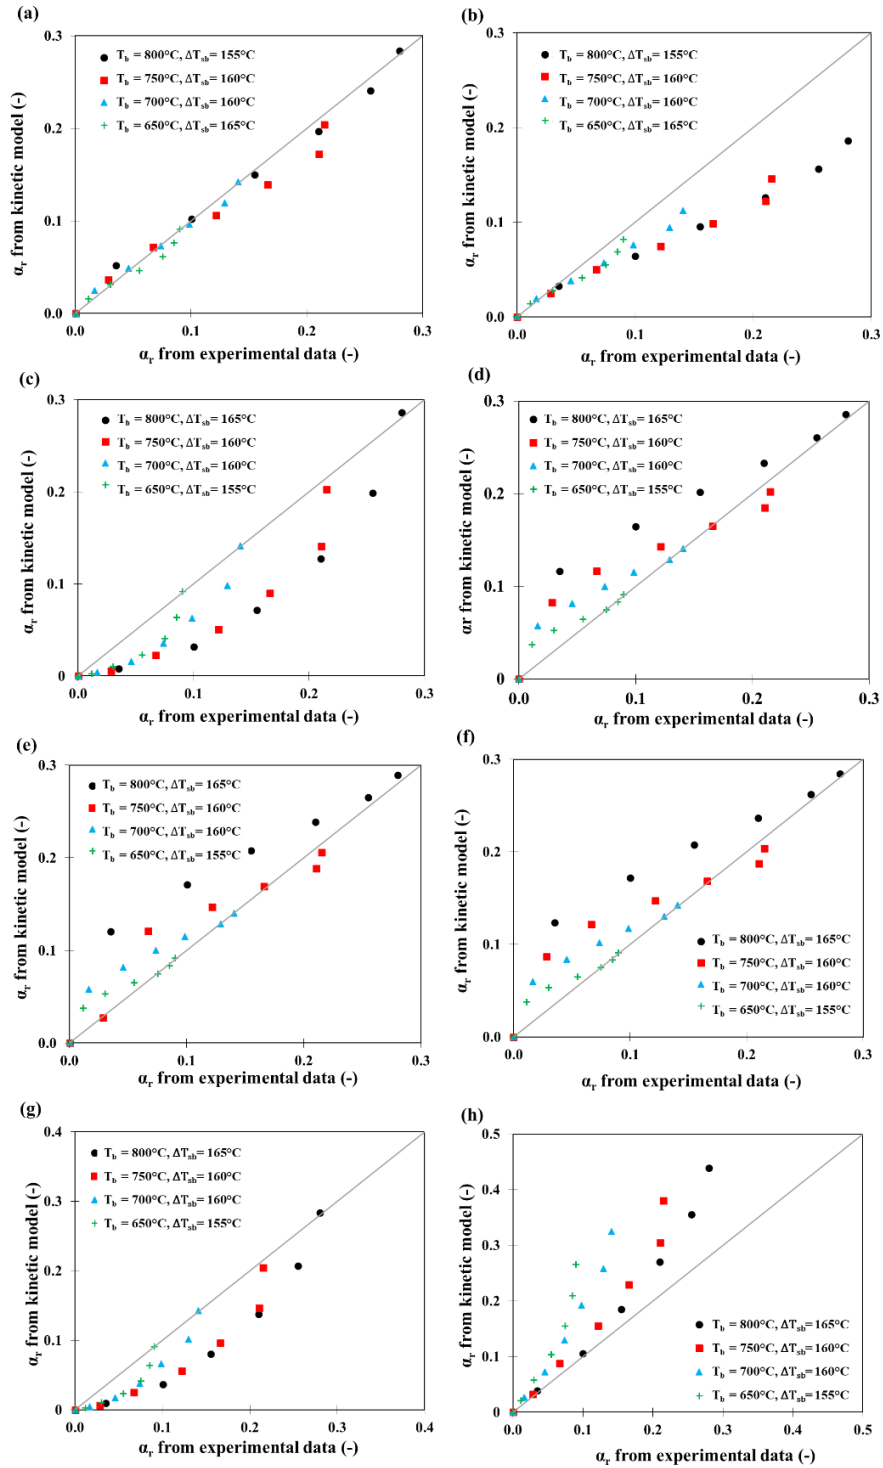 (a)
0.3
T_b = 800°C, ΔT_sb= 155°C
T_b = 750°C, ΔT_sb= 160°C
T_b = 700°C, ΔT_sb= 160°C
T_b = 650°C, ΔT_sb= 165°C
0.2
0.1
0.0
α_r from kinetic model (-)
0.0
0.1
0.2
0.3
α_r from experimental data (-)
(b)
0.3
T_b = 800°C, ΔT_sb= 155°C
T_b = 750°C, ΔT_sb= 160°C
T_b = 700°C, ΔT_sb= 160°C
T_b = 650°C, ΔT_sb= 165°C
0.2
0.1
0.0
α_r from kinetic model (-)
0.0
0.1
0.2
0.3
α_r from experimental data (-)
(c)
0.3
T_b = 800°C, ΔT_sb= 165°C
T_b = 750°C, ΔT_sb= 160°C
T_b = 700°C, ΔT_sb= 160°C
T_b = 650°C, ΔT_sb= 155°C
0.2
0.1
0
α_r from kinetic model (-)
0.0
0.1
0.2
0.3
α_r from experimental data (-)
(d)
0.3
T_b = 800°C, ΔT_sb= 165°C
T_b = 750°C, ΔT_sb= 160°C
T_b = 700°C, ΔT_sb= 160°C
T_b = 650°C, ΔT_sb= 155°C
0.2
0.1
0
αr from kinetic model (-)
0.0
0.1
0.2
0.3
α_r from experimental data (-)
(e)
0.3
T_b = 800°C, ΔT_sb= 165°C
T_b = 750°C, ΔT_sb= 160°C
T_b = 700°C, ΔT_sb= 160°C
T_b = 650°C, ΔT_sb= 155°C
0.2
0.1
0.0
α_r from kinetic model (-)
0.0
0.1
0.2
0.3
α_r from experimental data (-)
(f)
0.3
0.2
0.1
0.0
T_b = 800°C, ΔT_sb= 165°C
T_b = 750°C, ΔT_sb= 160°C
T_b = 700°C, ΔT_sb= 160°C
T_b = 650°C, ΔT_sb= 155°C
α_r from kinetic model (-)
0.0
0.1
0.2
0.3
α_r from experimental data (-)
(g)
0.4
T_b = 800°C, ΔT_sb= 165°C
T_b = 750°C, ΔT_sb= 160°C
T_b = 700°C, ΔT_sb= 160°C
T_b = 650°C, ΔT_sb= 155°C
0.3
0.2
0.1
0
α_r from kinetic model (-)
0.0
0.1
0.2
0.3
0.4
α_r from experimental data (-)
(h)
0.5
0.4
0.3
0.2
0.1
0
T_b = 800°C, ΔT_sb= 165°C
T_b = 750°C, ΔT_sb= 160°C
T_b = 700°C, ΔT_sb= 160°C
T_b = 650°C, ΔT_sb= 155°C
α_r from kinetic model (-)
0.0
0.1
0.2
0.3
0.4
0.5
α_r from experimental data (-)